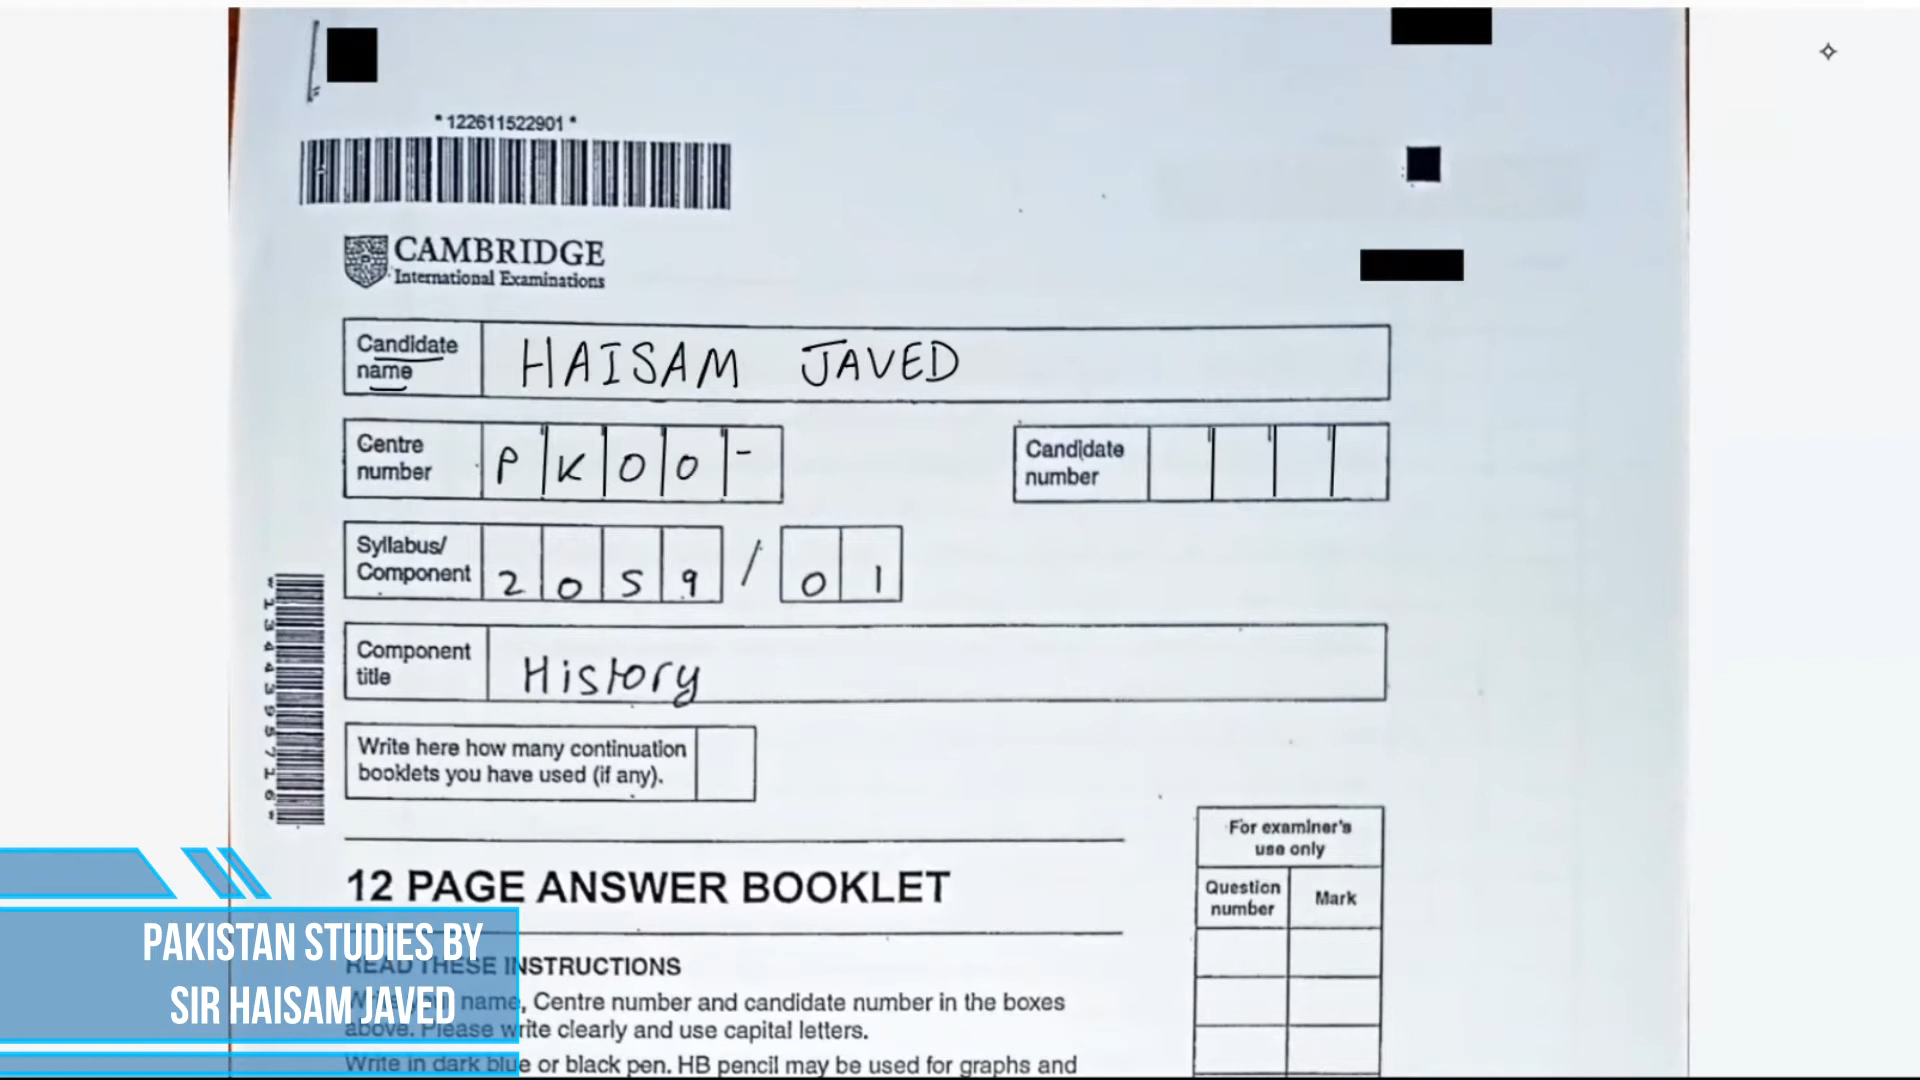 *122611522901*
CAMBRIDGE
International Examinations
Candidate name
HAISAM JAVED
Centre number
PK00-
Candidate number
Syllabus/ Component
2059 / 01
Component title
History
Write here how many continuation
booklets you have used (if any).
For examiner's
use only
Question number
Mark
12 PAGE ANSWER BOOKLET
READ THESE INSTRUCTIONS
name, Centre number and candidate number in the boxes
above. Please write clearly and use capital letters.
Write in dark blue or black pen. HB pencil may be used for graphs and
PAKISTAN STUDIES BY
SIR HAISAM JAVED